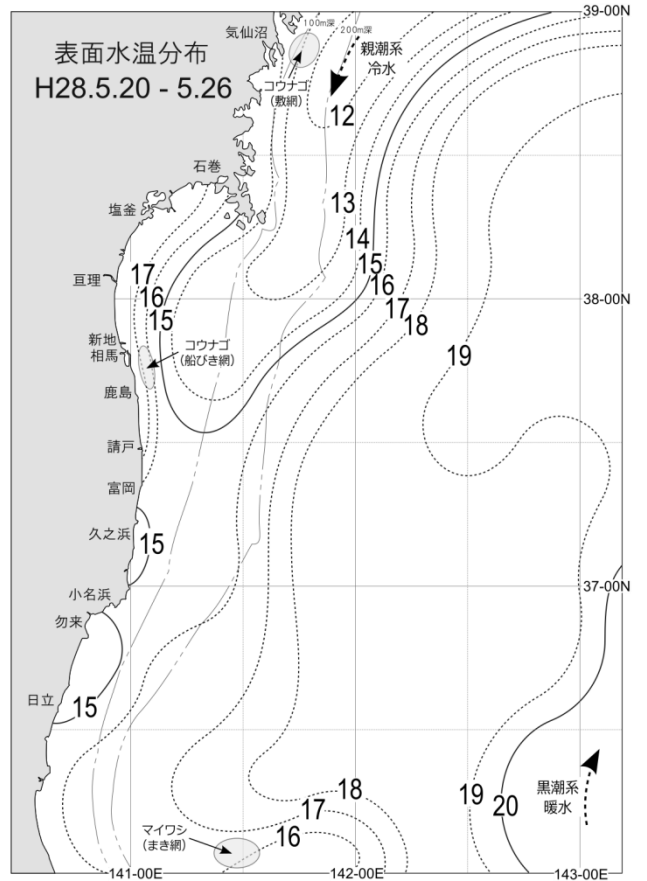 表面水温分布
H28.5.20 - 5.26
気仙沼
100m深
200m深
39-00N
親潮系
冷水
コウナゴ
(敷網)
12
石巻
塩釜
13
14
15
16
17
18
17
16
15
亘理
38-00N
新地
相馬
コウナゴ
(船びき網)
19
鹿島
請戸
富岡
久之浜
15
37-00N
小名浜
勿来
日立
15
黒潮系
暖水
18
17
16
19
20
マイワシ
(まき網)
141-00E
142-00E
143-00E